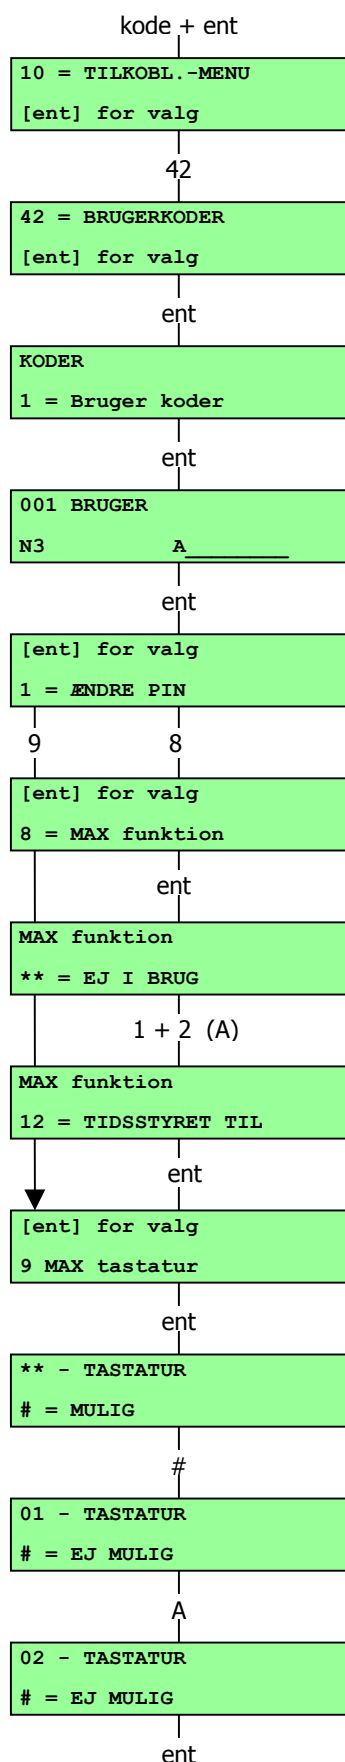 kode + ent
10 = TILKOBL.-MENU
[ent] for valg
42
42 = BRUGERKODER
[ent] for valg
ent
KODER
1 = Bruger koder
ent
001 BRUGER
N3 A________
ent
[ent] for valg
1 = ÆNDRE PIN
9 8
[ent] for valg
8 = MAX funktion
ent
MAX funktion
** = EJ I BRUG
1 + 2 (A)
MAX funktion
12 = TIDSSTYRET TIL
ent
[ent] for valg
9 MAX tastatur
ent
** - TASTATUR
# = MULIG
#
01 - TASTATUR
# = EJ MULIG
A
02 - TASTATUR
# = EJ MULIG
ent